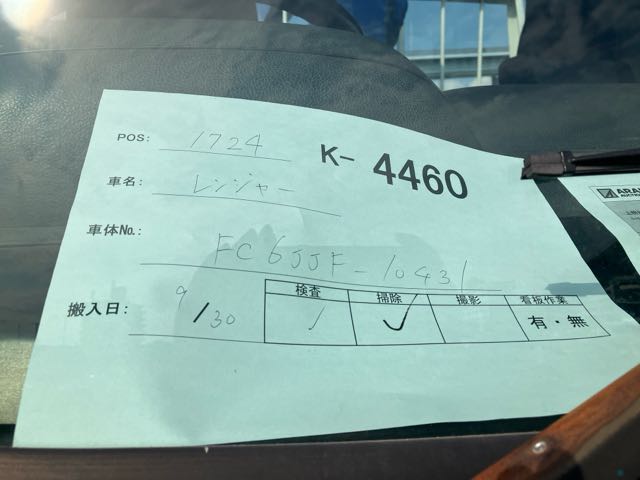 POS: 1724 K- 4460
車名: レンジャー
車体No.: FC6JJF-10431
搬入日: 9/30
検査 掃除 撮影 看板作業
✓ ✓ 有・無
ARAI